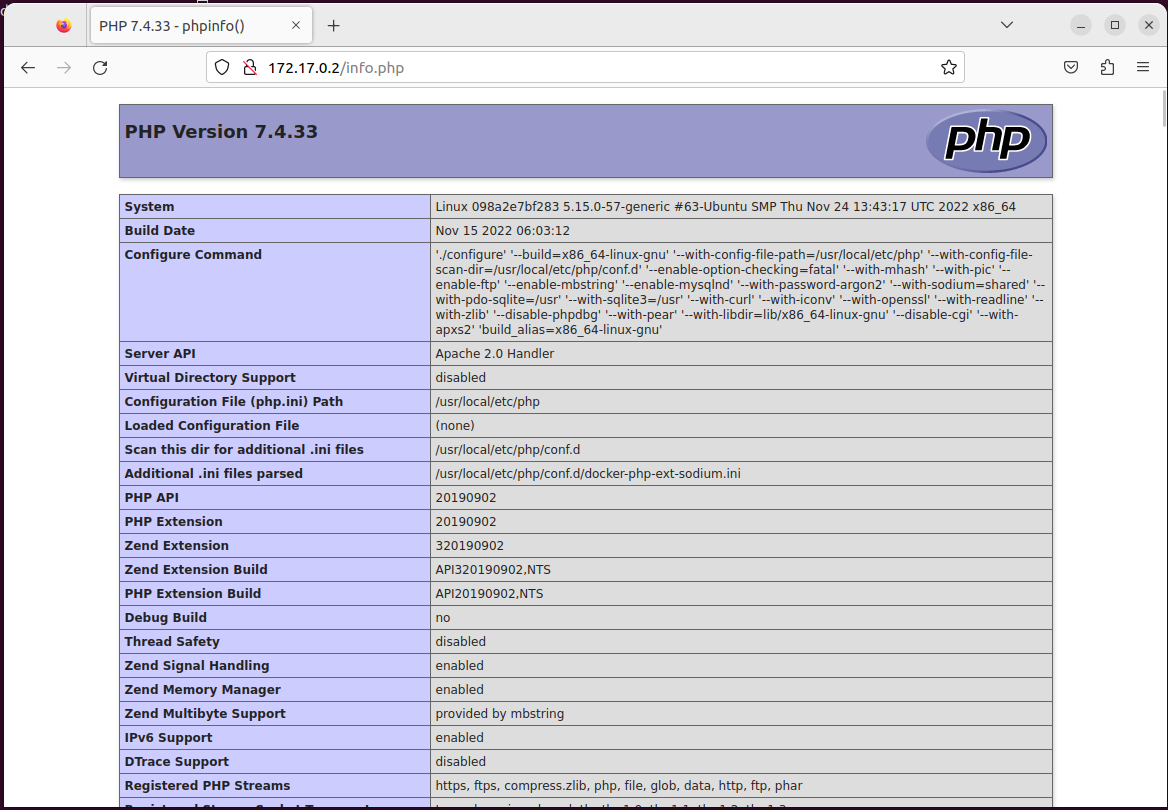 PHP 7.4.33 - phpinfo()
172.17.0.2/info.php
PHP Version 7.4.33
php
System Linux 098a2e7bf283 5.15.0-57-generic #63-Ubuntu SMP Thu Nov 24 13:43:17 UTC 2022 x86_64
Build Date Nov 15 2022 06:03:12
Configure Command './configure' '--build=x86_64-linux-gnu' '--with-config-file-path=/usr/local/etc/php' '--with-config-file-
scan-dir=/usr/local/etc/php/conf.d' '--enable-option-checking=fatal' '--with-mhash' '--with-pic' '--
enable-ftp' '--enable-mbstring' '--enable-mysqlnd' '--with-password-argon2' '--with-sodium=shared' '--
with-pdo-sqlite=/usr' '--with-sqlite3=/usr' '--with-curl' '--with-iconv' '--with-openssl' '--with-readline' '--
with-zlib' '--disable-phpdbg' '--with-pear' '--with-libdir=lib/x86_64-linux-gnu' '--disable-cgi' '--with-
apxs2' 'build_alias=x86_64-linux-gnu'
Server API Apache 2.0 Handler
Virtual Directory Support disabled
Configuration File (php.ini) Path /usr/local/etc/php
Loaded Configuration File (none)
Scan this dir for additional .ini files /usr/local/etc/php/conf.d
Additional .ini files parsed /usr/local/etc/php/conf.d/docker-php-ext-sodium.ini
PHP API 20190902
PHP Extension 20190902
Zend Extension 320190902
Zend Extension Build API320190902,NTS
PHP Extension Build API20190902,NTS
Debug Build no
Thread Safety disabled
Zend Signal Handling enabled
Zend Memory Manager enabled
Zend Multibyte Support provided by mbstring
IPv6 Support enabled
DTrace Support disabled
Registered PHP Streams https, ftps, compress.zlib, php, file, glob, data, http, ftp, phar